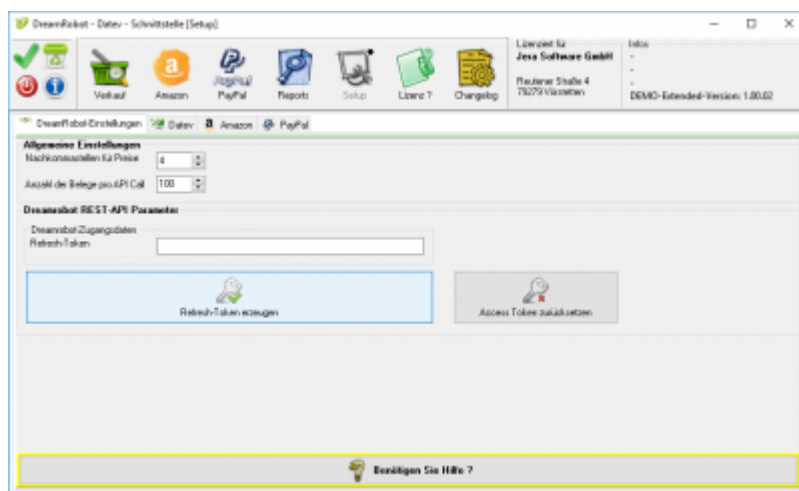 DreamRobot - Datev - Schnittstelle [Setup]
Verkauf
Amazon
PayPal
PayPal
Reports
Setup
Lizenz ?
Changelog
Lizenziert für
Jera Software GmbH
Reutener Straße 4
79279 Vörstetten
Infos
-
-
-
DEMO-Extended-Version: 1.00.02
DreamRobot-Einstellungen
Datev
Amazon
PayPal
Allgemeine Einstellungen
Nachkommastellen für Preise
4
Anzahl der Belege pro API Call
100
Dreamrobot REST-API Parameter
Dreamrobot-Zugangsdaten
Refresh-Token
Refresh-Token erzeugen
Access Token zurücksetzen
Benötigen Sie Hilfe ?